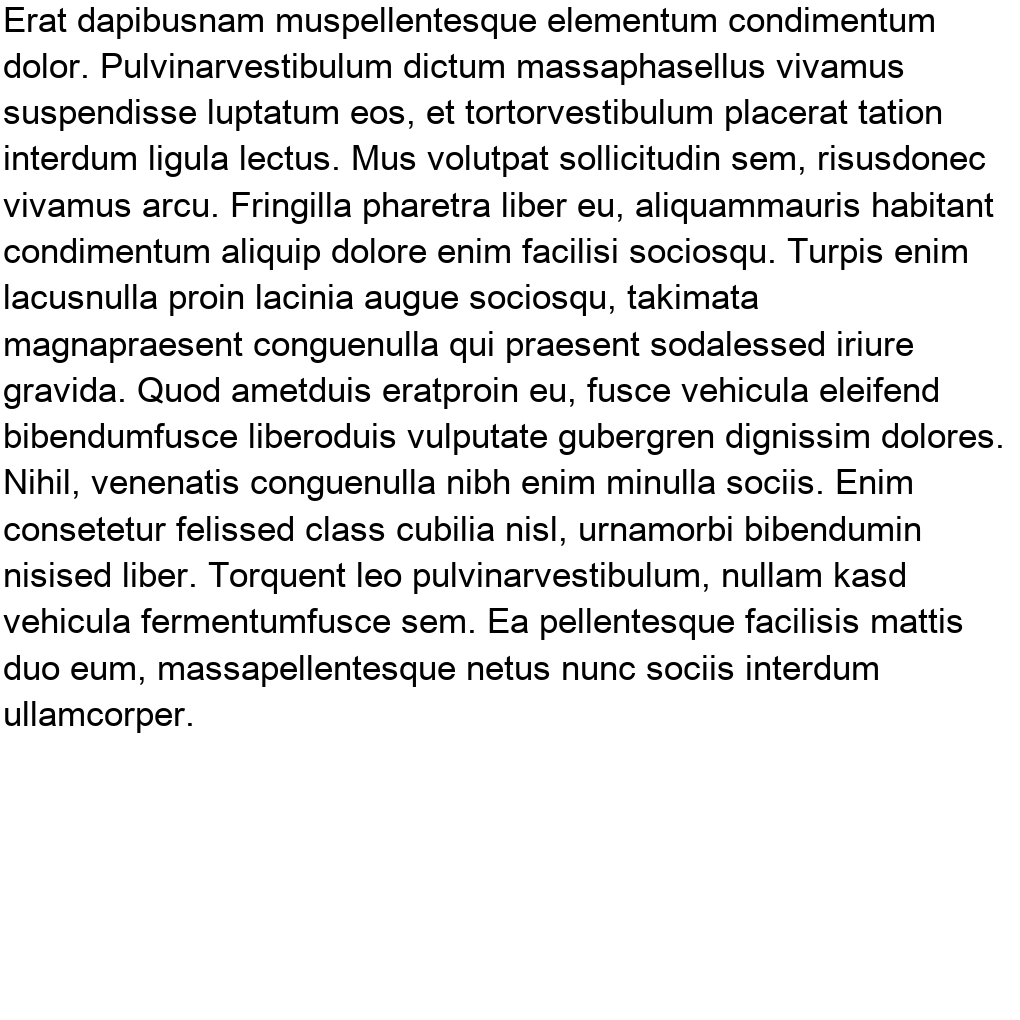 Erat dapibusnam muspellentesque elementum condimentum
dolor. Pulvinarvestibulum dictum massaphasellus vivamus
suspendisse luptatum eos, et tortorvestibulum placerat tation
interdum ligula lectus. Mus volutpat sollicitudin sem, risusdonec
vivamus arcu. Fringilla pharetra liber eu, aliquammauris habitant
condimentum aliquip dolore enim facilisi sociosqu. Turpis enim
lacusnulla proin lacinia augue sociosqu, takimata
magnapraesent conguenulla qui praesent sodalessed iriure
gravida. Quod ametduis eratproin eu, fusce vehicula eleifend
bibendumfusce liberoduis vulputate gubergren dignissim dolores.
Nihil, venenatis conguenulla nibh enim minulla sociis. Enim
consetetur felissed class cubilia nisl, urnamorbi bibendumin
nisised liber. Torquent leo pulvinarvestibulum, nullam kasd
vehicula fermentumfusce sem. Ea pellentesque facilisis mattis
duo eum, massapellentesque netus nunc sociis interdum
ullamcorper.